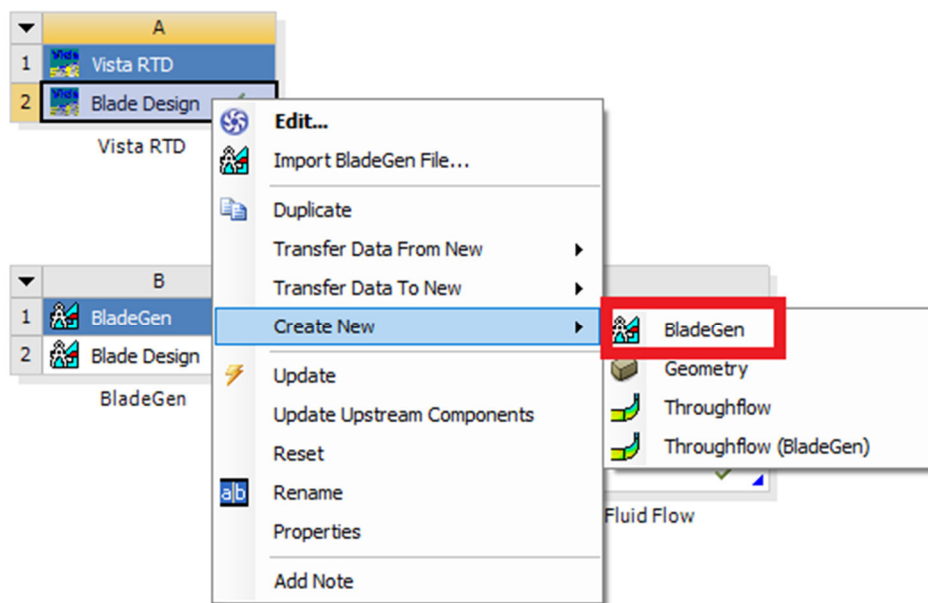 A
1 Vista RTD
2 Blade Design
Vista RTD
Edit...
Import BladeGen File...
Duplicate
Transfer Data From New
Transfer Data To New
Create New
Update
Update Upstream Components
Reset
a|b Rename
Properties
Add Note
B
1 BladeGen
2 Blade Design
BladeGen
BladeGen
Geometry
Throughflow
Throughflow (BladeGen)
Fluid Flow